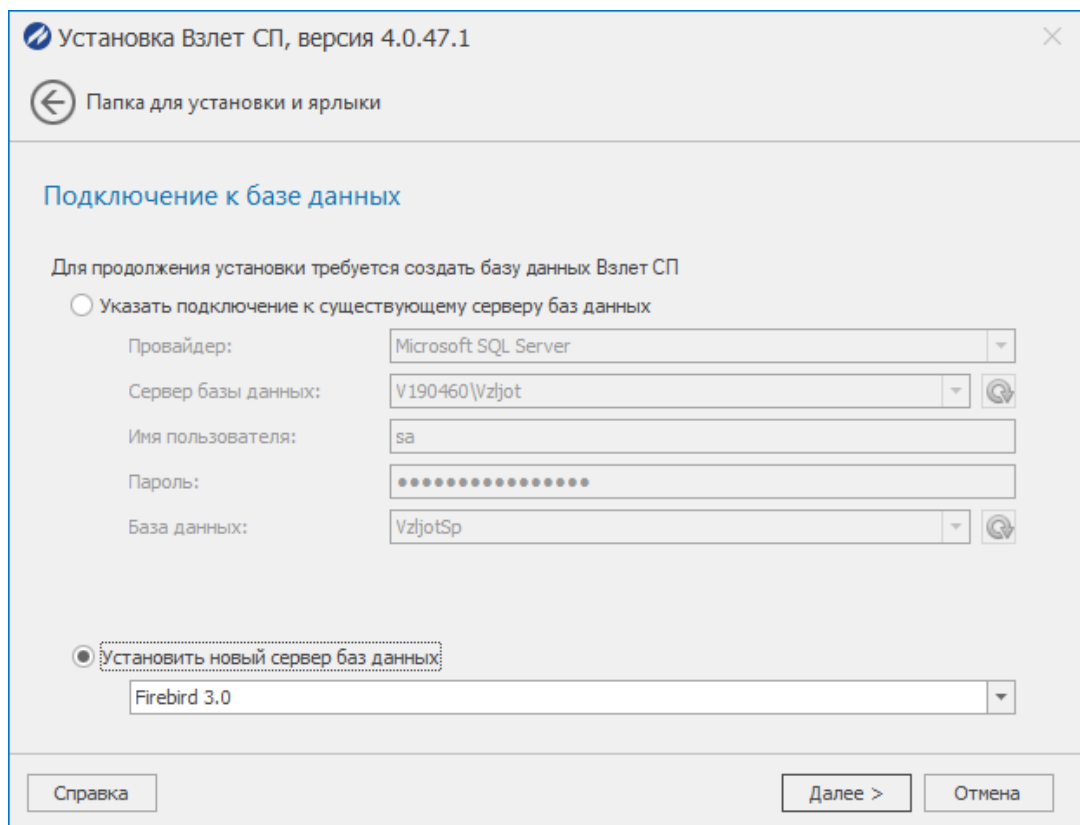 Установка Взлет СП, версия 4.0.47.1
Папка для установки и ярлыки
Подключение к базе данных
Для продолжения установки требуется создать базу данных Взлет СП
Указать подключение к существующему серверу баз данных
Провайдер: Microsoft SQL Server
Сервер базы данных: V190460\Vzljot
Имя пользователя: sa
Пароль: ●●●●●●●●●●●●●●●●
База данных: VzljotSp
Установить новый сервер баз данных
Firebird 3.0
Справка Далее > Отмена